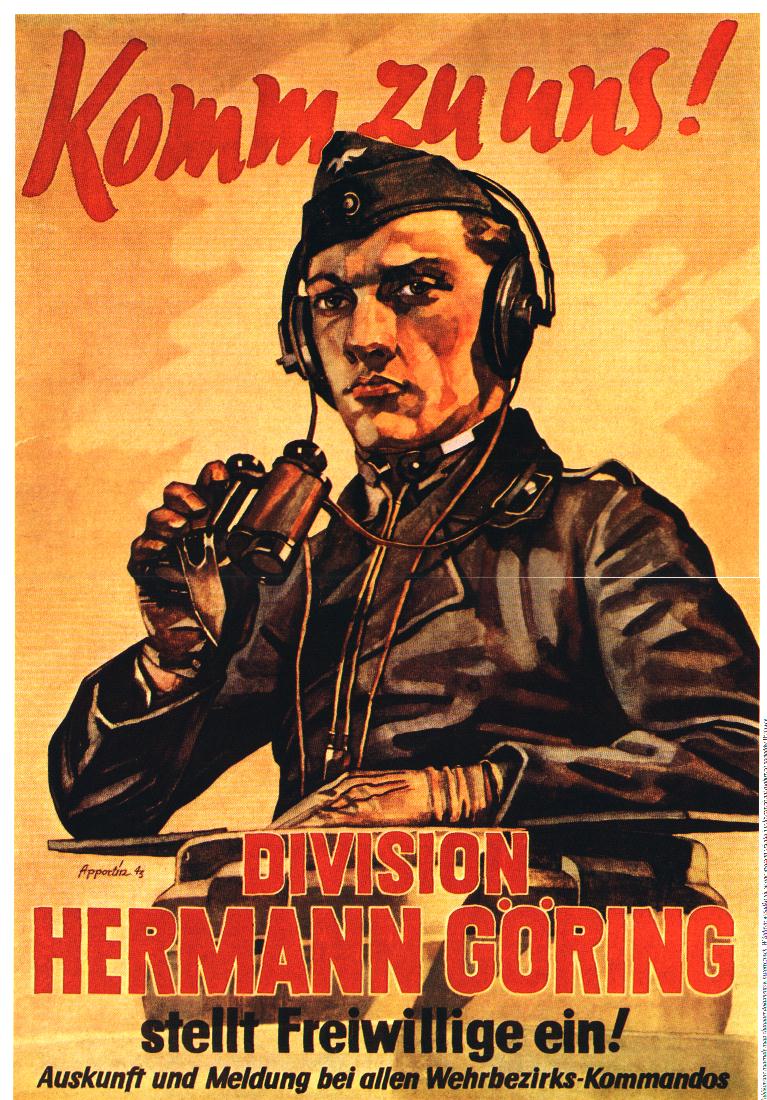 Komm zu uns!
Apportin 43
DIVISION
HERMANN GÖRING
stellt Freiwillige ein!
Auskunft und Meldung bei allen Wehrbezirks-Kommandos